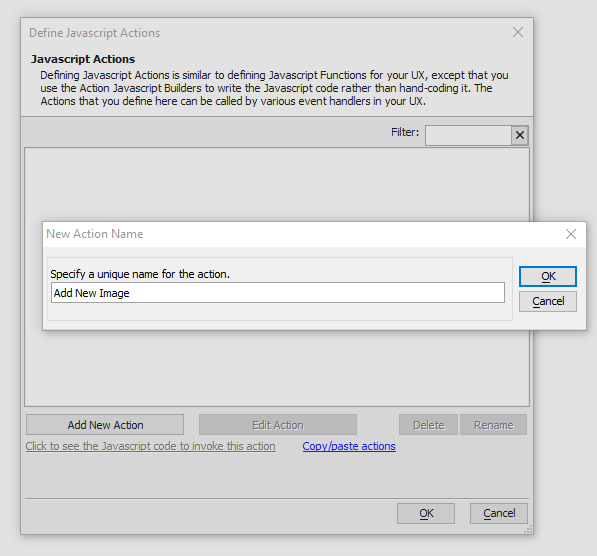 Define Javascript Actions
Javascript Actions
Defining Javascript Actions is similar to defining Javascript Functions for your UX, except that you
use the Action Javascript Builders to write the Javascript code rather than hand-coding it. The
Actions that you define here can be called by various event handlers in your UX.
Filter:
New Action Name
Specify a unique name for the action.
Add New Image
OK
Cancel
Add New Action Edit Action Delete Rename
Click to see the Javascript code to invoke this action Copy/paste actions
OK Cancel